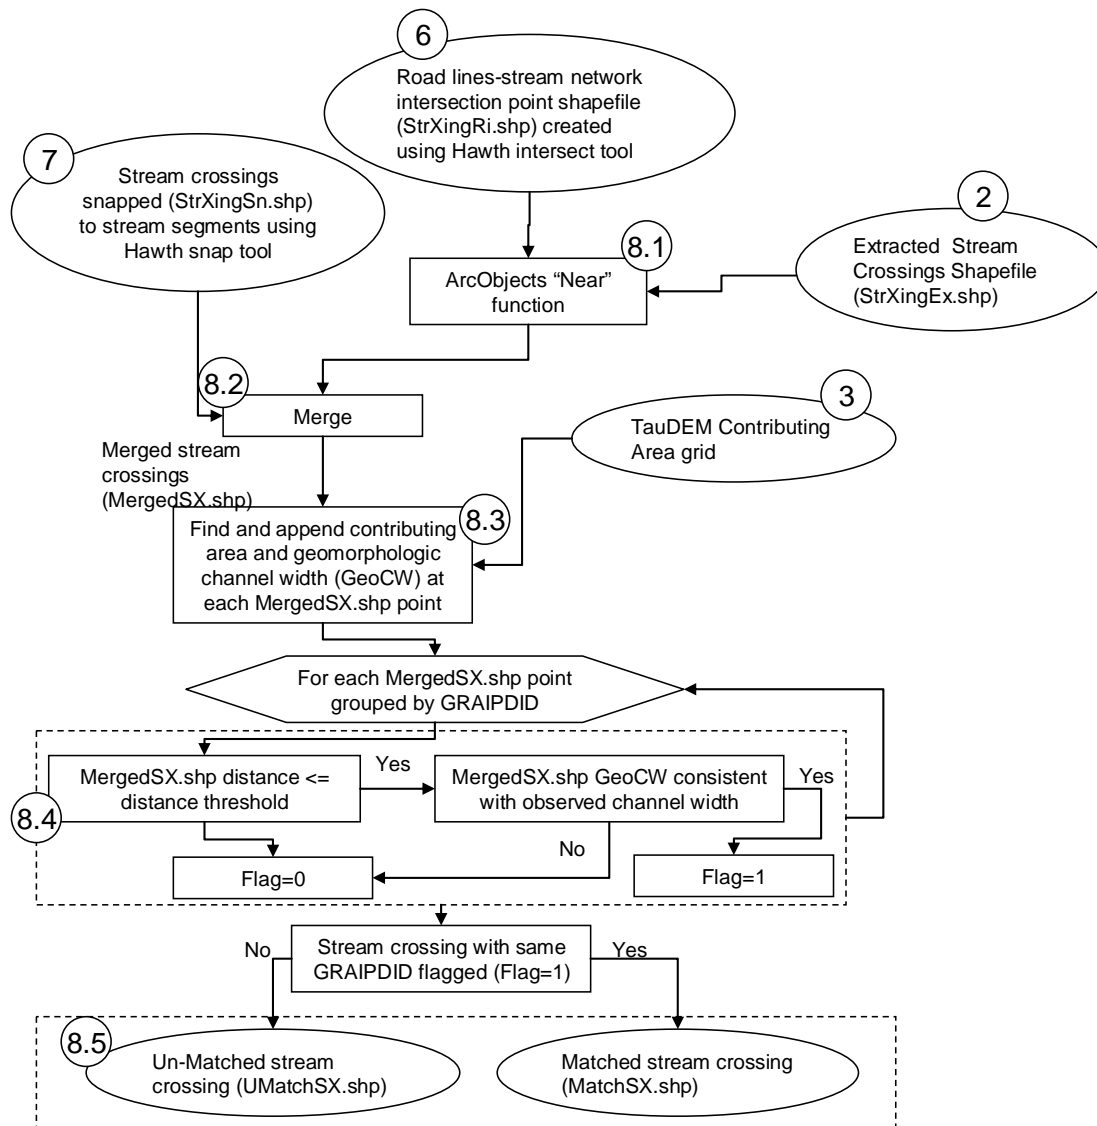 6
Road lines-stream network
intersection point shapefile
(StrXingRi.shp) created
using Hawth intersect tool
7
Stream crossings
snapped (StrXingSn.shp)
to stream segments using
Hawth snap tool
2
Extracted Stream
Crossings Shapefile
(StrXingEx.shp)
8.1
ArcObjects “Near”
function
8.2
Merge
3
TauDEM Contributing
Area grid
Merged stream
crossings
(MergedSX.shp)
8.3
Find and append contributing
area and geomorphologic
channel width (GeoCW) at
each MergedSX.shp point
For each MergedSX.shp point
grouped by GRAIPDID
8.4
MergedSX.shp distance <=
distance threshold
Yes
MergedSX.shp GeoCW consistent
with observed channel width
Yes
No
Flag=0
Flag=1
No
Stream crossing with same
GRAIPDID flagged (Flag=1)
Yes
8.5
Un-Matched stream
crossing (UMatchSX.shp)
Matched stream crossing
(MatchSX.shp)